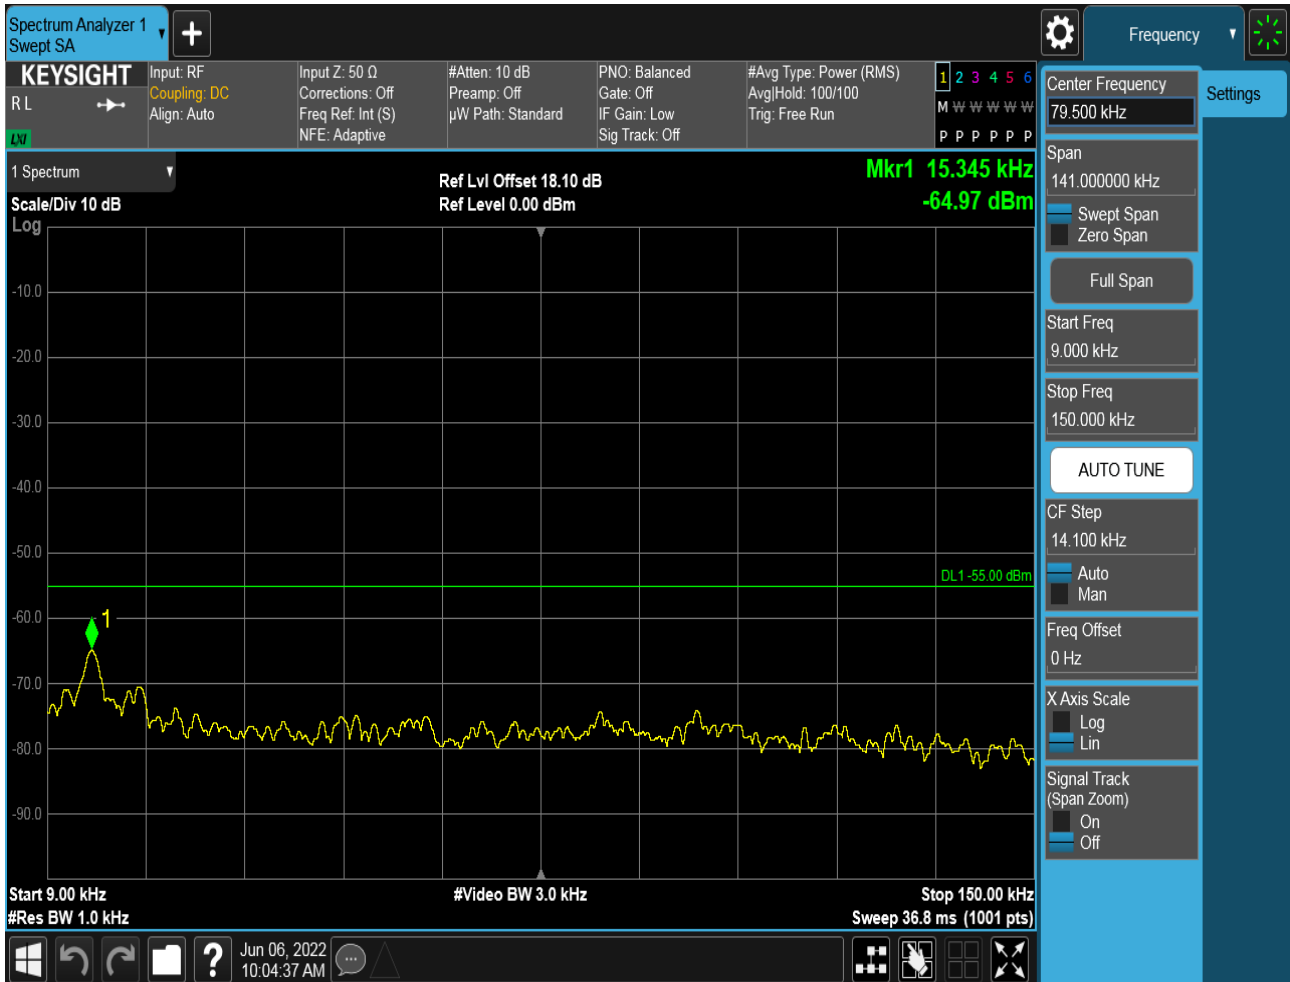 Spectrum Analyzer 1
Swept SA
Frequency
KEYSIGHT
R L
LXI
Input: RF
Coupling: DC
Align: Auto
Input Z: 50 Ω
Corrections: Off
Freq Ref: Int (S)
NFE: Adaptive
#Atten: 10 dB
Preamp: Off
µW Path: Standard
PNO: Balanced
Gate: Off
IF Gain: Low
Sig Track: Off
#Avg Type: Power (RMS)
Avg|Hold: 100/100
Trig: Free Run
1 2 3 4 5 6
M W W W W W
P P P P P P
1 Spectrum
Scale/Div 10 dB
Log
Ref Lvl Offset 18.10 dB
Ref Level 0.00 dBm
Mkr1 15.345 kHz
-64.97 dBm
-10.0
-20.0
-30.0
-40.0
-50.0
DL1 -55.00 dBm
-60.0
1
-70.0
-80.0
-90.0
Start 9.00 kHz
#Video BW 3.0 kHz
Stop 150.00 kHz
#Res BW 1.0 kHz
Sweep 36.8 ms (1001 pts)
?
Jun 06, 2022
10:04:37 AM
Center Frequency
79.500 kHz
Settings
Span
141.000000 kHz
Swept Span
Zero Span
Full Span
Start Freq
9.000 kHz
Stop Freq
150.000 kHz
AUTO TUNE
CF Step
14.100 kHz
Auto
Man
Freq Offset
0 Hz
X Axis Scale
Log
Lin
Signal Track
(Span Zoom)
On
Off